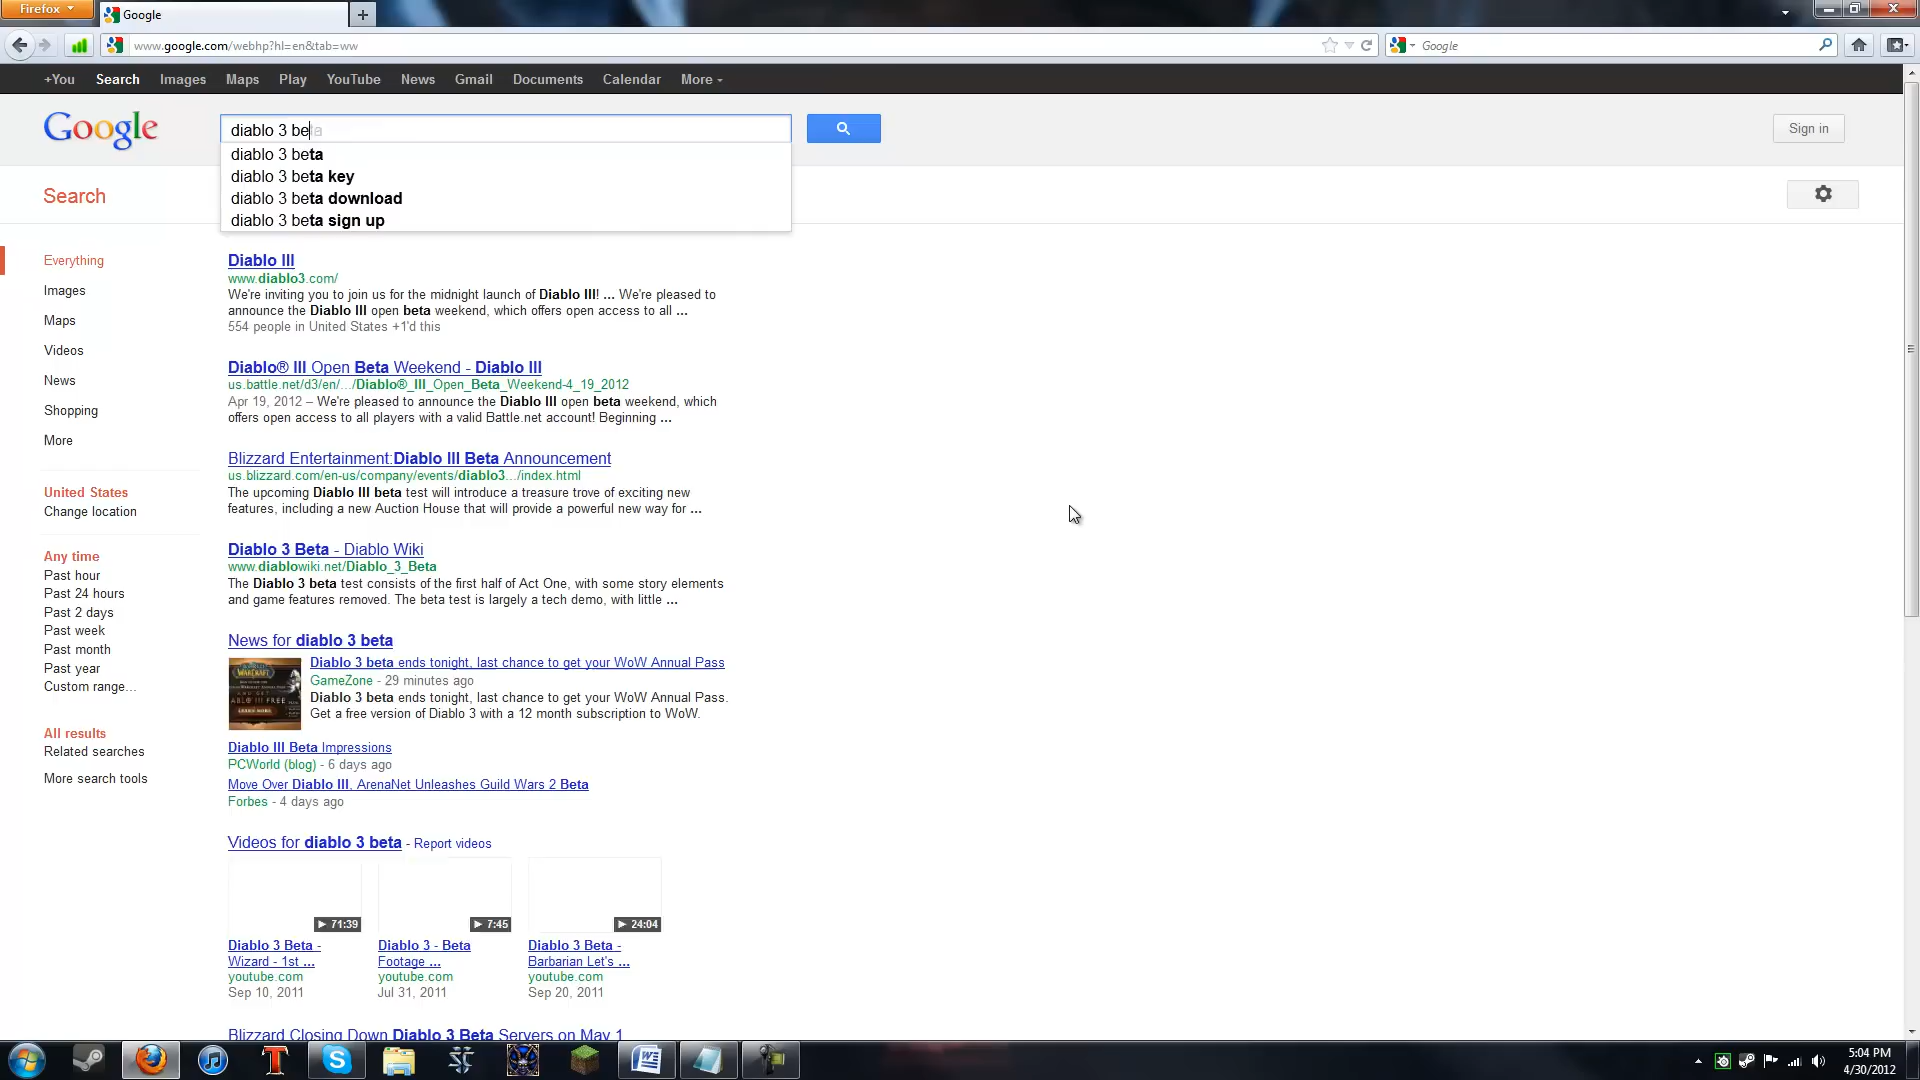 Firefox
Google
www.google.com/webhp?hl=en&tab=ww
Google
+You Search Images Maps Play YouTube News Gmail Documents Calendar More
Google
diablo 3 beta
Sign in
diablo 3 beta
diablo 3 beta key
diablo 3 beta download
diablo 3 beta sign up
Search
Everything
Images
Maps
Videos
News
Shopping
More
United States
Change location
Any time
Past hour
Past 24 hours
Past 2 days
Past week
Past month
Past year
Custom range...
All results
Related searches
More search tools
Diablo III
www.diablo3.com/
We're inviting you to join us for the midnight launch of Diablo III! ... We're pleased to
announce the Diablo III open beta weekend, which offers open access to all ...
554 people in United States +1'd this
Diablo® III Open Beta Weekend - Diablo III
us.battle.net/d3/en/.../Diablo®_III_Open_Beta_Weekend-4_19_2012
Apr 19, 2012 – We're pleased to announce the Diablo III open beta weekend, which
offers open access to all players with a valid Battle.net account! Beginning ...
Blizzard Entertainment:Diablo III Beta Announcement
us.blizzard.com/en-us/company/events/diablo3.../index.html
The upcoming Diablo III beta test will introduce a treasure trove of exciting new
features, including a new Auction House that will provide a powerful new way for ...
Diablo 3 Beta - Diablo Wiki
www.diablowiki.net/Diablo_3_Beta
The Diablo 3 beta test consists of the first half of Act One, with some story elements
and game features removed. The beta test is largely a tech demo, with little ...
News for diablo 3 beta
Diablo 3 beta ends tonight, last chance to get your WoW Annual Pass
GameZone - 29 minutes ago
Diablo 3 beta ends tonight, last chance to get your WoW Annual Pass.
Get a free version of Diablo 3 with a 12 month subscription to WoW.
Diablo III Beta Impressions
PCWorld (blog) - 6 days ago
Move Over Diablo III, ArenaNet Unleashes Guild Wars 2 Beta
Forbes - 4 days ago
Videos for diablo 3 beta - Report videos
71:39
7:45
24:04
Diablo 3 Beta -
Wizard - 1st ...
youtube.com
Sep 10, 2011
Diablo 3 - Beta
Footage ...
youtube.com
Jul 31, 2011
Diablo 3 Beta -
Barbarian Let's ...
youtube.com
Sep 20, 2011
Blizzard Closing Down Diablo 3 Beta Servers on May 1
5:04 PM
4/30/2012